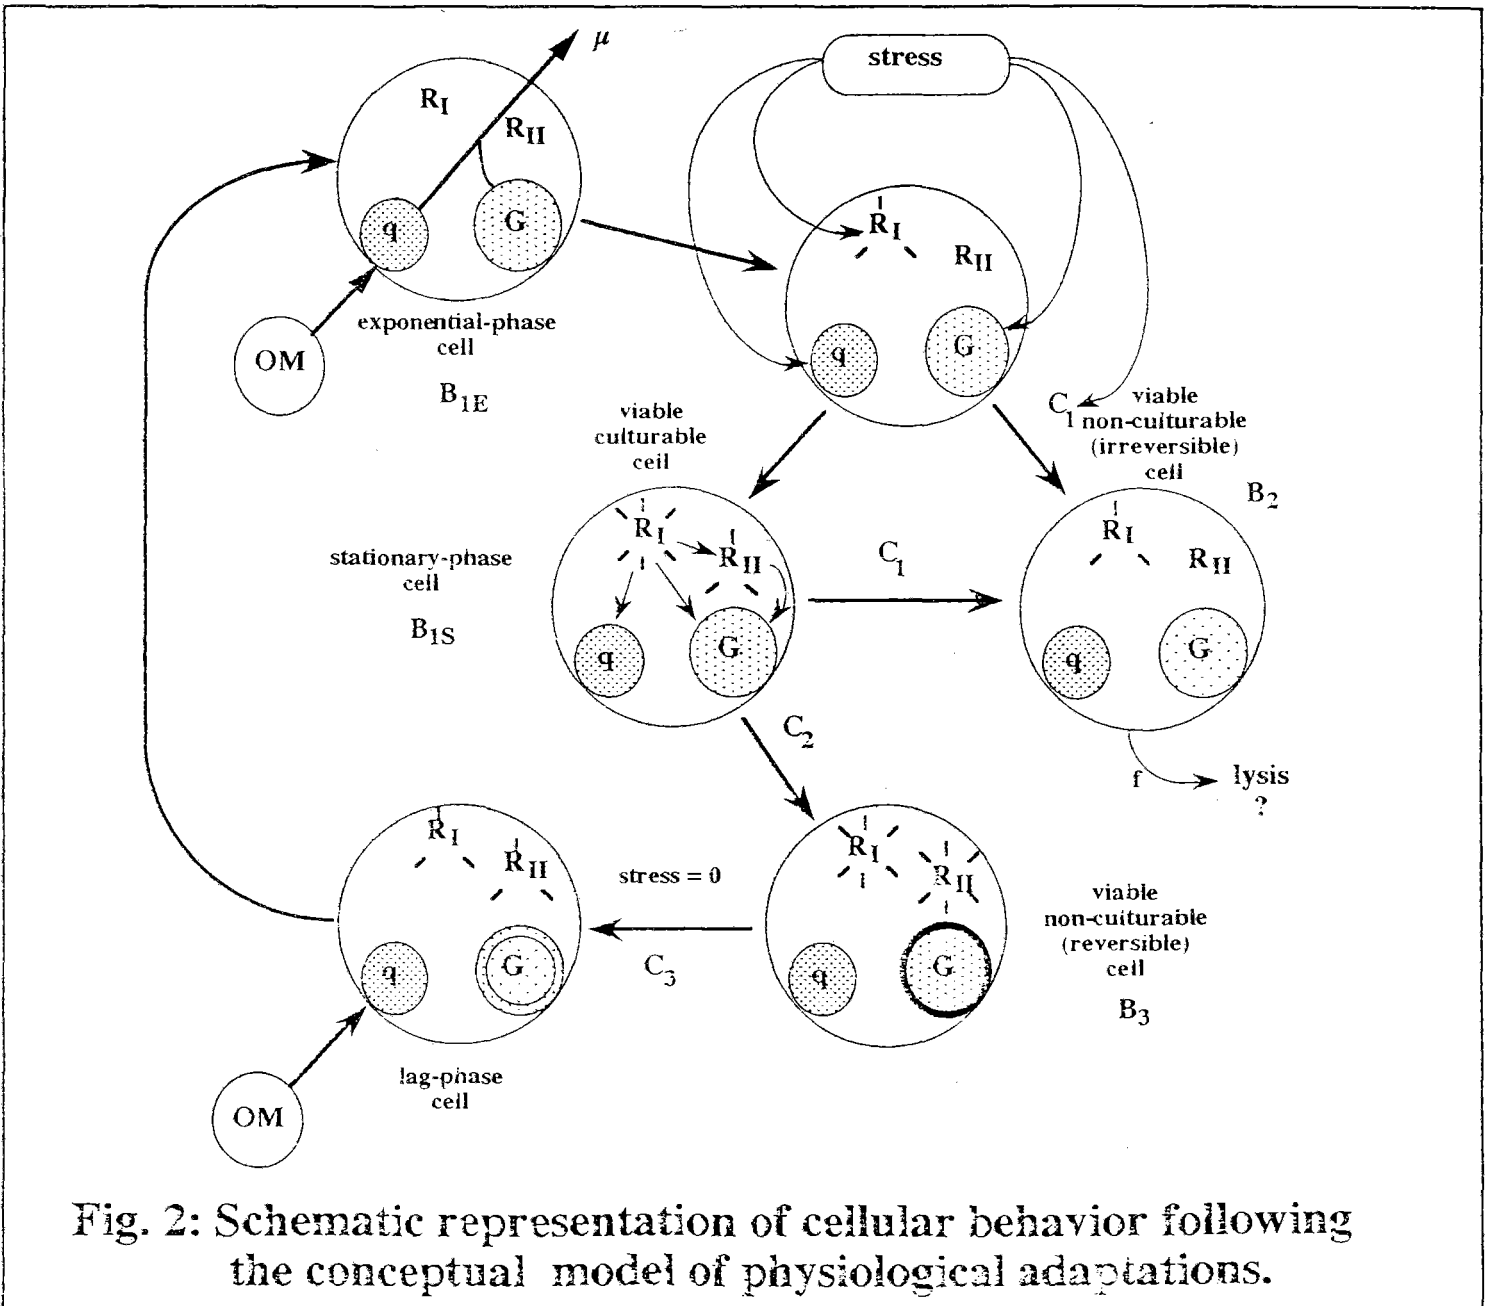 μ
stress
R_I
R_II
q
G
R_I
R_II
q
G
exponential-phase
cell
B_1E
OM
C_1
viable
non-culturable
(irreversible)
cell
B_2
viable
culturable
cell
R_I
R_II
q
G
stationary-phase
cell
B_1S
C_1
R_I
R_II
q
G
C_2
f
lysis
?
R_I
R_II
q
G
stress = 0
C_3
R_I
R_II
q
G
viable
non-culturable
(reversible)
cell
B_3
lag-phase
cell
OM
Fig. 2: Schematic representation of cellular behavior following
the conceptual model of physiological adaptations.